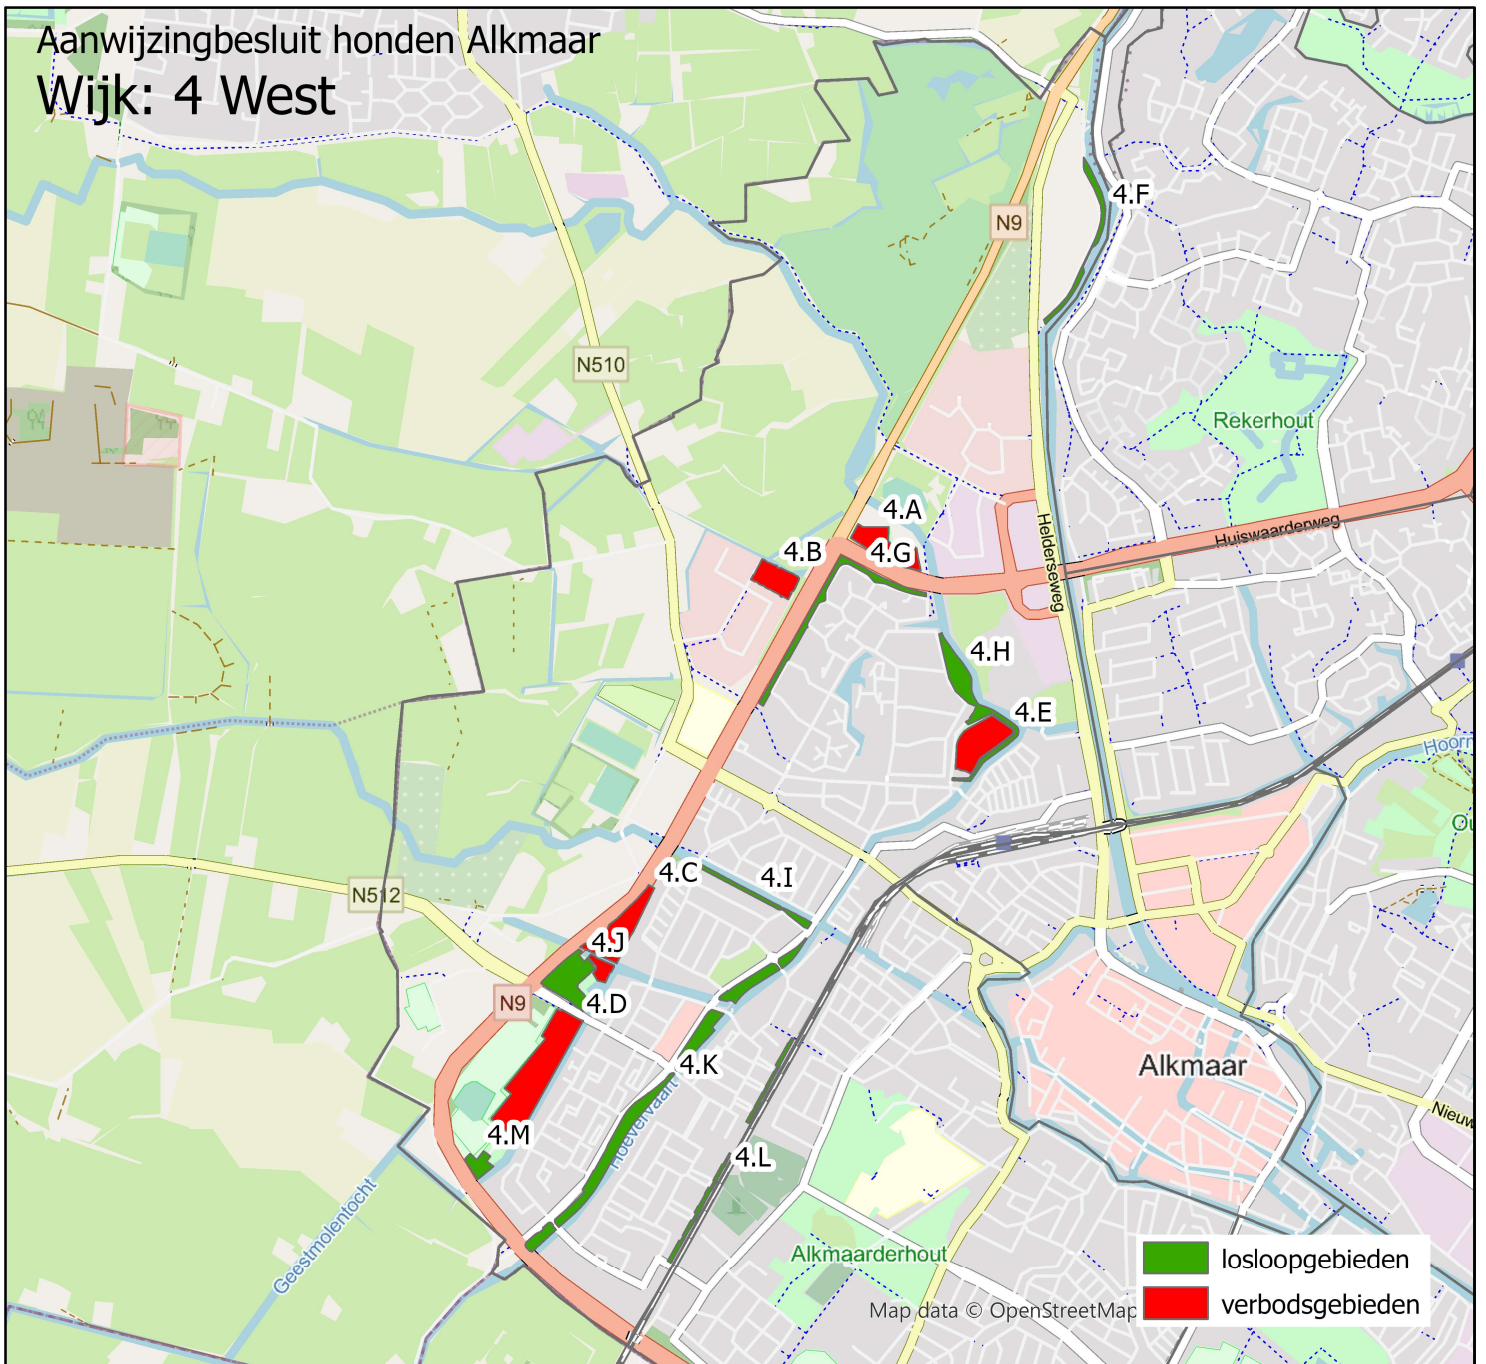 Aanwijzingbesluit honden Alkmaar
Wijk: 4 West
4.F
N9
N510
Rekerhout
4.A
Huiswaarderweg
Helderseweg
4.B
4.G
4.H
4.E
Hoorn
4.C
4.I
N512
4.J
4.D
N9
4.K
Alkmaar
Hoevervaart
Nieuw
4.M
4.L
Geestmolentocht
Alkmaarderhout
losloopgebieden
verbodsgebieden
Map data © OpenStreetMap